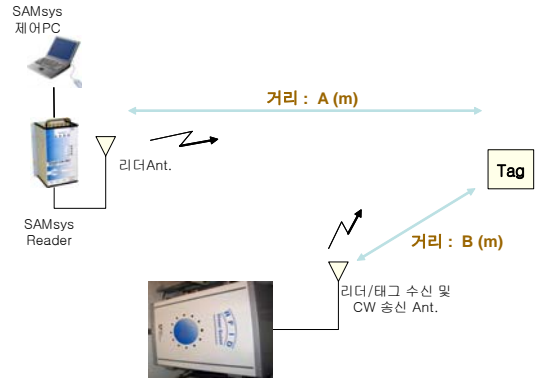 SAMsys
제어PC
거리 : A (m)
리더Ant.
Tag
SAMsys
Reader
거리 : B (m)
리더/태그 수신 및
CW 송신 Ant.
RFID